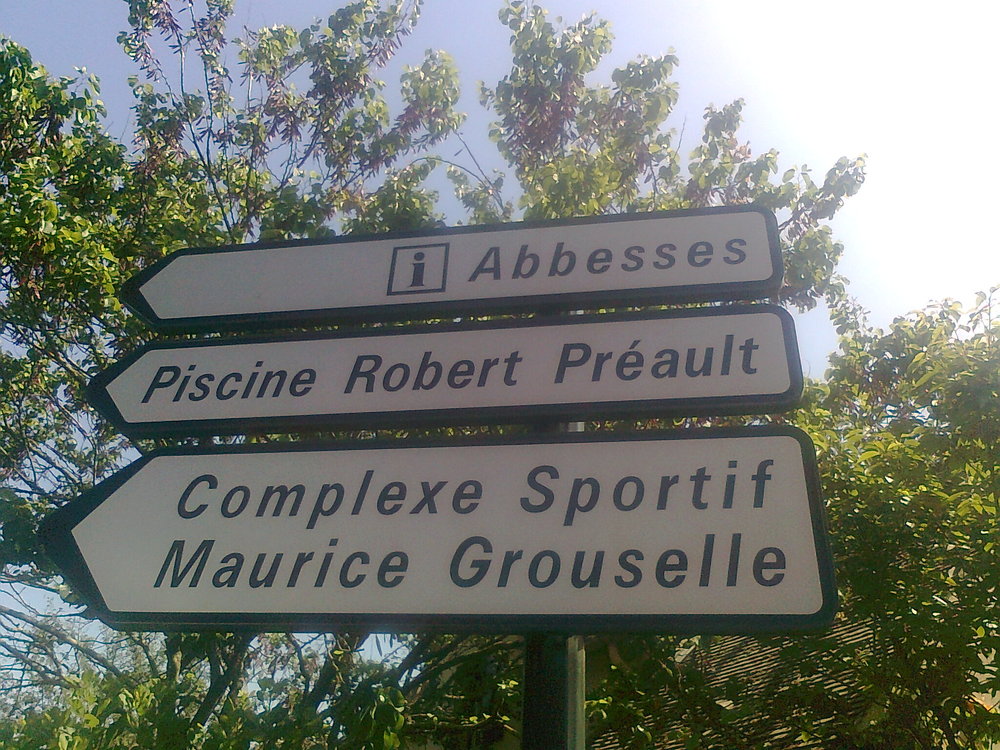 i Abbesses
Piscine Robert Préault
Complexe Sportif
Maurice Grouselle